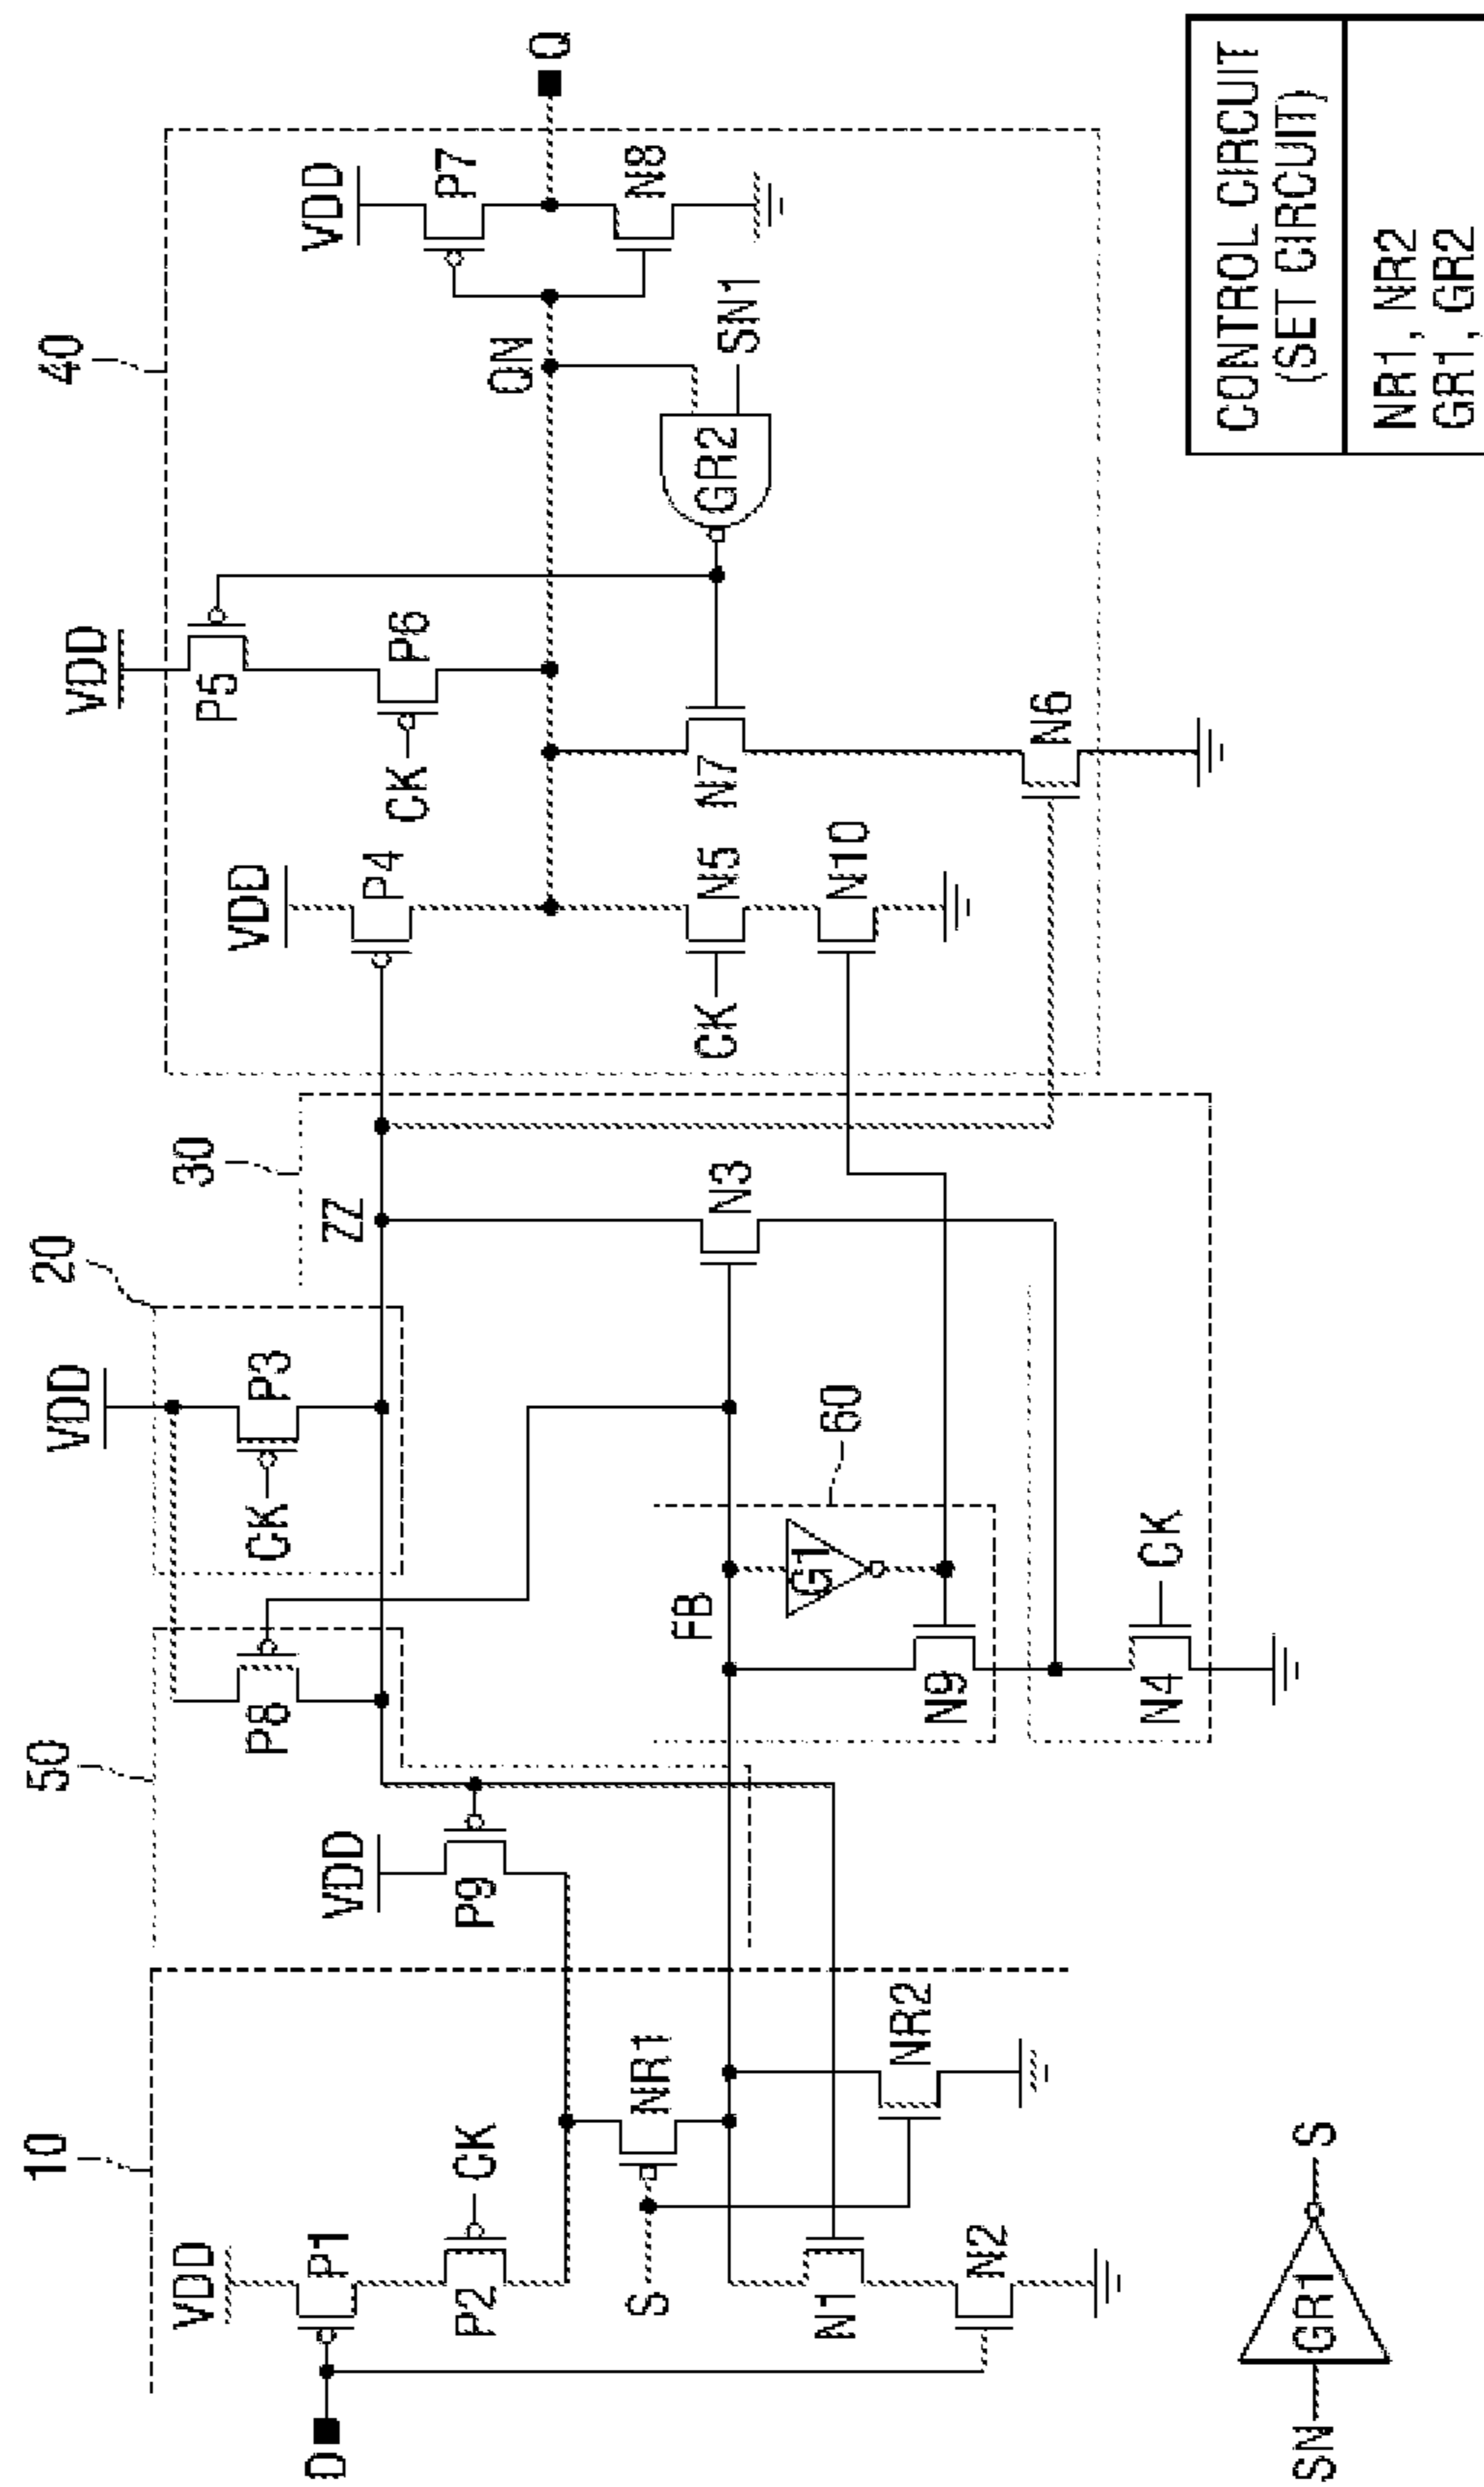 10
50
20
40
VDD
VDD
VDD
30
P5
VDD
P8
CK
P3
VDD
D
P1
VDD
ZZ
P4
CK
P6
P7
P2
CK
P9
QN
Q
S
NR1
N8
FB
N3
CK
N5
N7
GR2
SN1
G1
N1
60
N10
NR2
N9
N2
N6
N4
CK
SN
GR1
S
CONTROL CIRCUIT
(SET CIRCUIT)
NR1, NR2
GR1, GR2